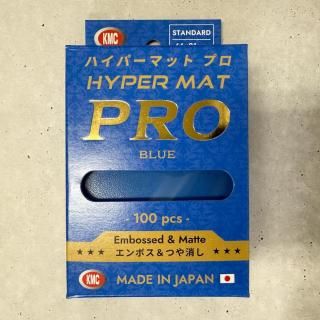 KMC
STANDARD
ハイパーマット プロ
HYPER MAT
PRO
BLUE
- 100 pcs -
Embossed & Matte
★★★ エンボス＆つや消し ★★★
KMC MADE IN JAPAN